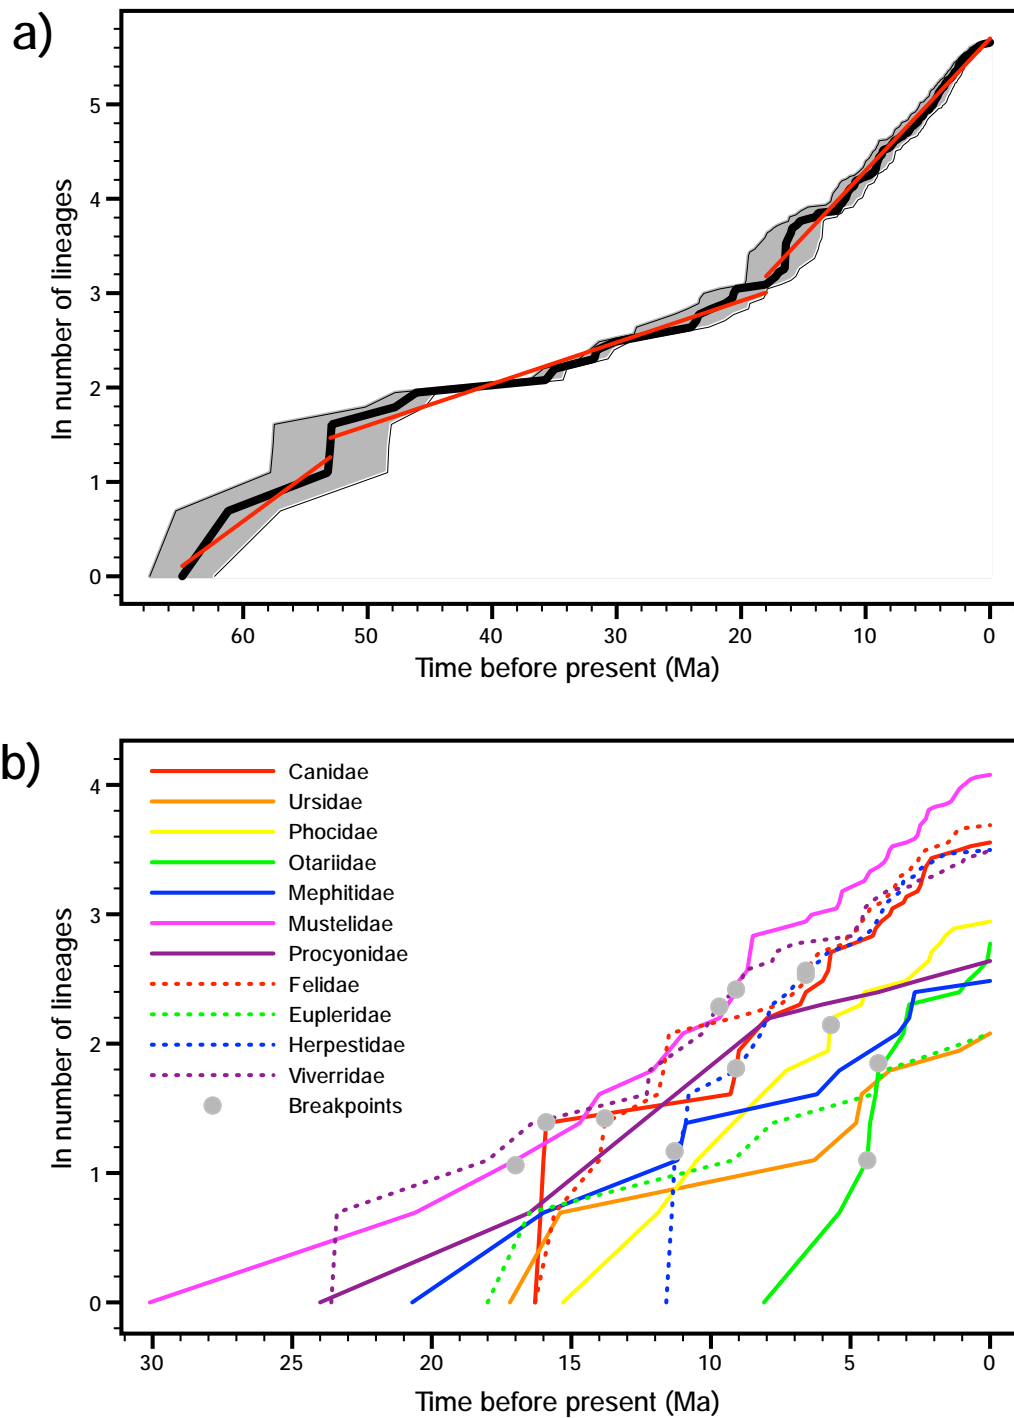 a)
ln number of lineages
5
4
3
2
1
0
60 50 40 30 20 10 0
Time before present (Ma)
b)
ln number of lineages
4
3
2
1
0
Canidae
Ursidae
Phocidae
Otariidae
Mephitidae
Mustelidae
Procyonidae
Felidae
Eupleridae
Herpestidae
Viverridae
Breakpoints
30 25 20 15 10 5 0
Time before present (Ma)